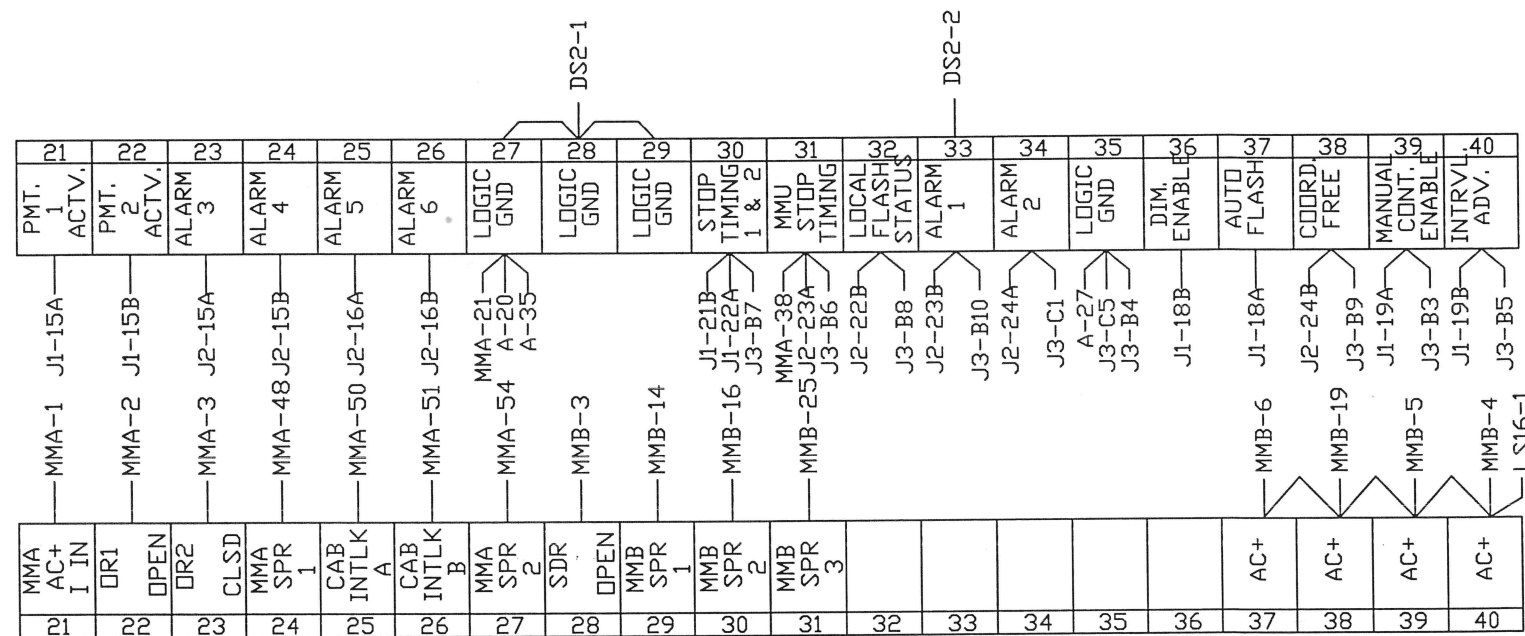 DS2-1
DS2-2
21
22
23
24
25
26
27
28
29
30
31
32
33
34
35
36
37
38
39
40
PMT.
1
ACTV.
PMT.
2
ACTV.
ALARM
3
ALARM
4
ALARM
5
ALARM
6
LOGIC
GND
LOGIC
GND
LOGIC
GND
STOP
TIMING
1 & 2
MMU
STOP
TIMING
LOCAL
FLASH
STATUS
ALARM
1
ALARM
2
LOGIC
GND
DIM.
ENABLE
AUTO
FLASH
COORD.
FREE
MANUAL
CONT.
ENABLE
INTRVL.
ADV.
J1-15A
J1-15B
J2-15A
J2-15B
J2-16A
J2-16B
MMA-21
A-20
A-35
J1-21B
J1-22A
J3-B7
MMA-38
J2-23A
J3-B6
J2-22B
J3-B8
J2-23B
J3-B10
J2-24A
J3-C1
A-27
J3-C5
J3-B4
J1-18B
J1-18A
J2-24B
J3-B9
J1-19A
J3-B3
J1-19B
J3-B5
MMA-1
MMA-2
MMA-3
MMA-48
MMA-50
MMA-51
MMA-54
MMB-3
MMB-14
MMB-16
MMB-25
MMB-6
MMB-19
MMB-5
MMB-4
LS16-1
MMA
AC+
I IN
OR1
OPEN
OR2
CLSD
MMA
SPR
1
CAB
INTLK
A
CAB
INTLK
B
MMA
SPR
2
SDR
OPEN
MMB
SPR
1
MMB
SPR
2
MMB
SPR
3
AC+
AC+
AC+
AC+
21
22
23
24
25
26
27
28
29
30
31
32
33
34
35
36
37
38
39
40